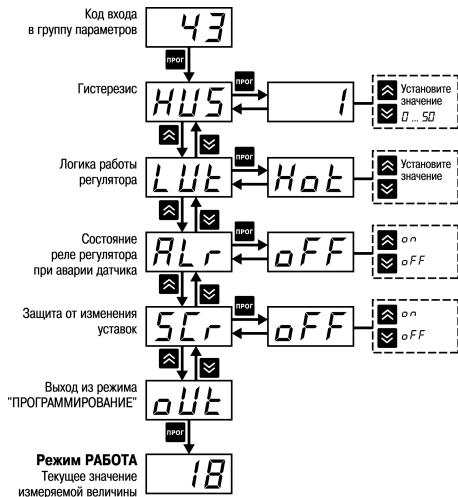 Код входа
в группу параметров
43
ПРОГ
Гистерезис
HYS
ПРОГ
1
Установите
значение
0 ... 50
Логика работы
регулятора
LYt
ПРОГ
Hot
Установите
значение
Состояние
реле регулятора
при аварии датчика
ALr
ПРОГ
oFF
on
oFF
Защита от изменения
уставок
SCr
ПРОГ
oFF
on
oFF
Выход из режима
"ПРОГРАММИРОВАНИЕ"
oUt
ПРОГ
Режим РАБОТА
Текущее значение
измеряемой величины
18